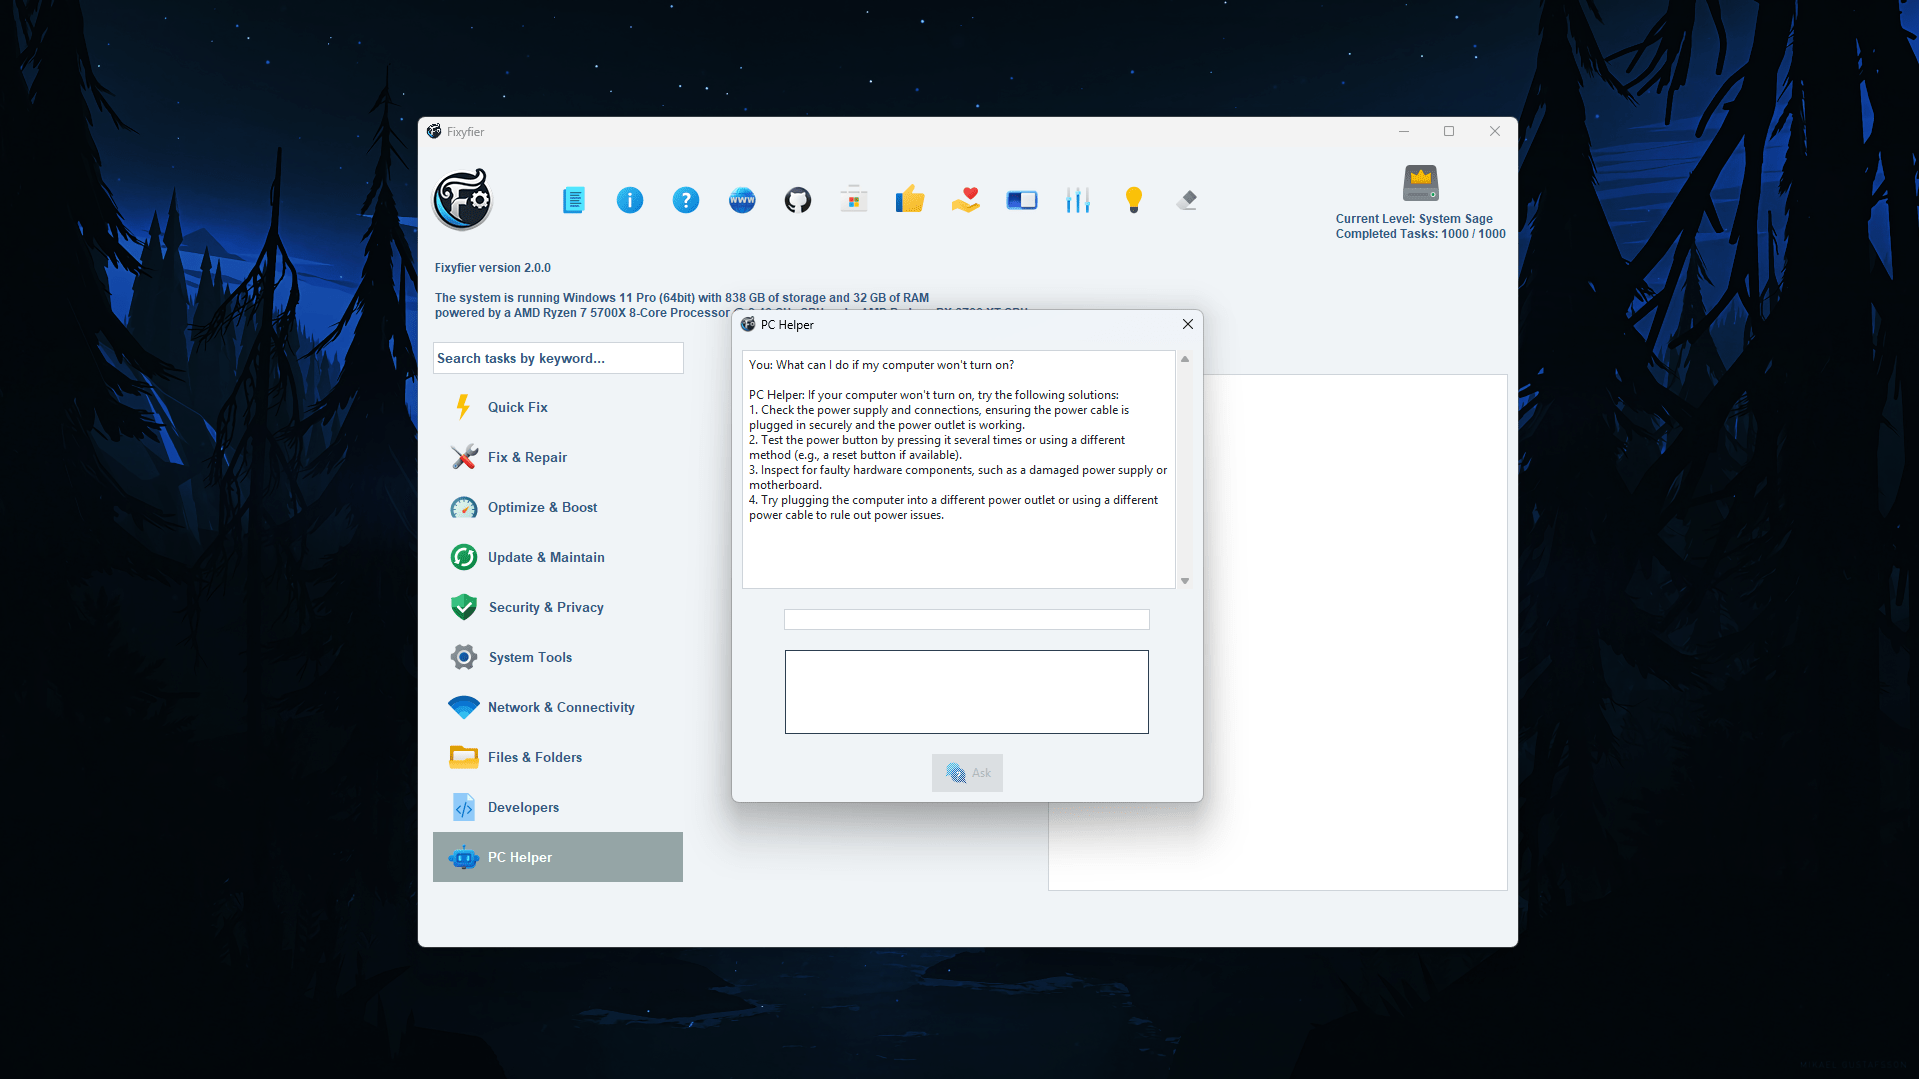 Fixyfier
WWW
Current Level: System Sage
Completed Tasks: 1000 / 1000
Fixyfier version 2.0.0
The system is running Windows 11 Pro (64bit) with 838 GB of storage and 32 GB of RAM
powered by a AMD Ryzen 7 5700X 8-Core Processor
Search tasks by keyword...
Quick Fix
Fix & Repair
Optimize & Boost
Update & Maintain
Security & Privacy
System Tools
Network & Connectivity
Files & Folders
Developers
PC Helper
PC Helper
You: What can I do if my computer won't turn on?
PC Helper: If your computer won't turn on, try the following solutions:
1. Check the power supply and connections, ensuring the power cable is
plugged in securely and the power outlet is working.
2. Test the power button by pressing it several times or using a different
method (e.g., a reset button if available).
3. Inspect for faulty hardware components, such as a damaged power supply or
motherboard.
4. Try plugging the computer into a different power outlet or using a different
power cable to rule out power issues.
Ask